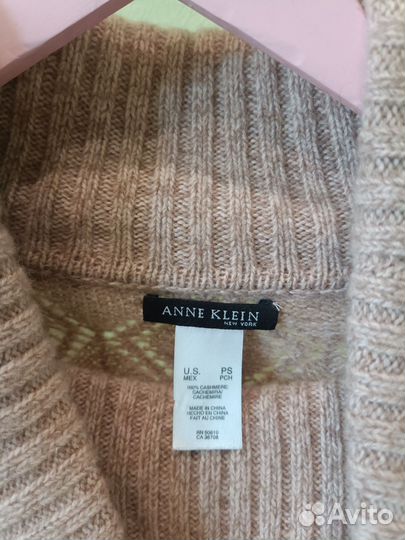 ANNE KLEIN
NEW YORK
U.S. PS
MEX PCH
100% CASHMERE/
CACHEMIRA/
CACHEMIRE
MADE IN CHINA
HECHO EN CHINA
FAIT AU CHINE
RN 60810
CA 36708
Avito